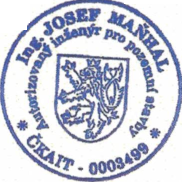 Ing. JOSEF MAŇHAL
Autorizovaný inženýr pro pozemní stavby
* ČKAIT - 0003499 *